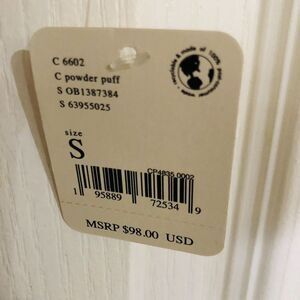 C 6602
C powder puff
S OB1387384
S 63955025
size
S
CP4835 0002
1 95889 72534 9
MSRP $98.00 USD